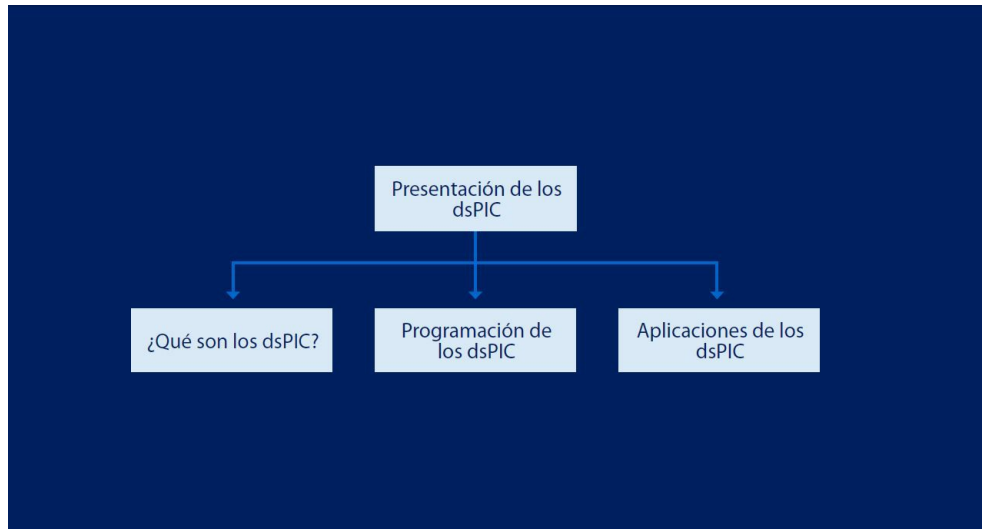 Presentación de los
dsPIC
¿Qué son los dsPIC?
Programación de
los dsPIC
Aplicaciones de los
dsPIC